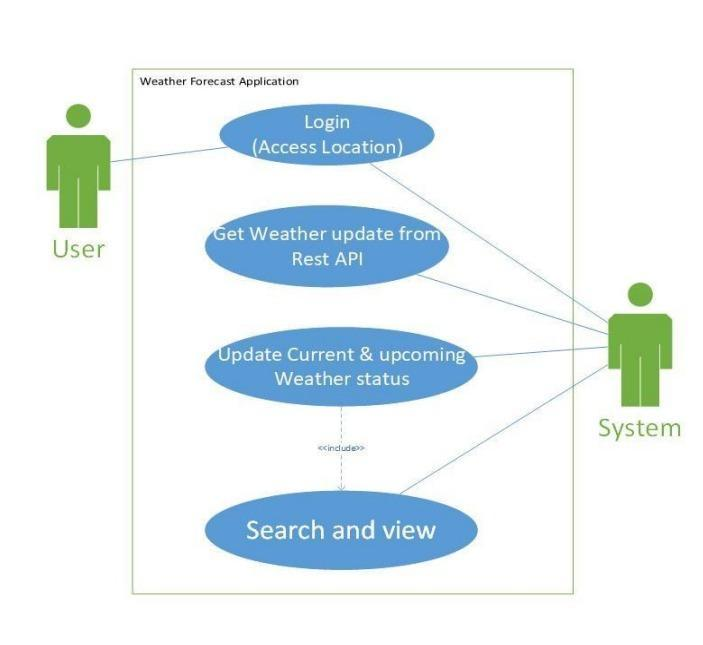 Weather Forecast Application
Login
(Access Location)
User
Get Weather update from
Rest API
Update Current & upcoming
Weather status
System
<<include>>
Search and view